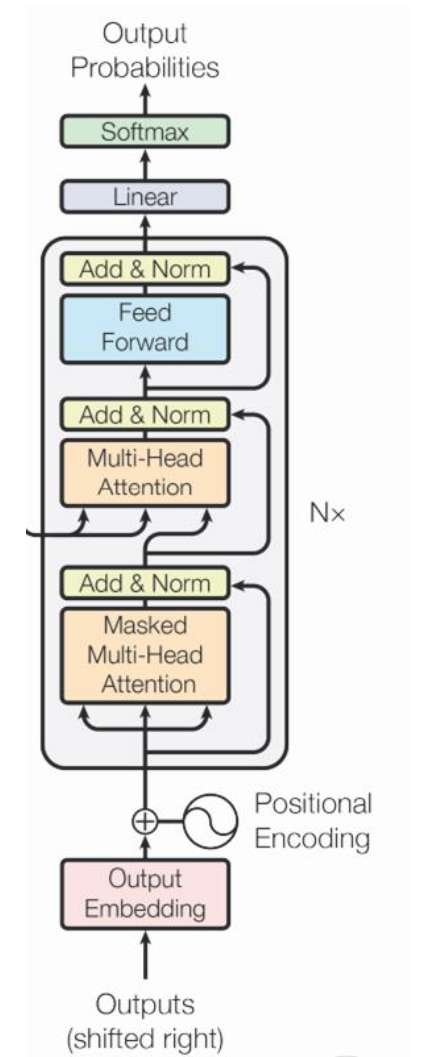 Output
Probabilities
Softmax
Linear
Add & Norm
Feed
Forward
Add & Norm
Multi-Head
Attention
N×
Add & Norm
Masked
Multi-Head
Attention
Positional
Encoding
Output
Embedding
Outputs
(shifted right)